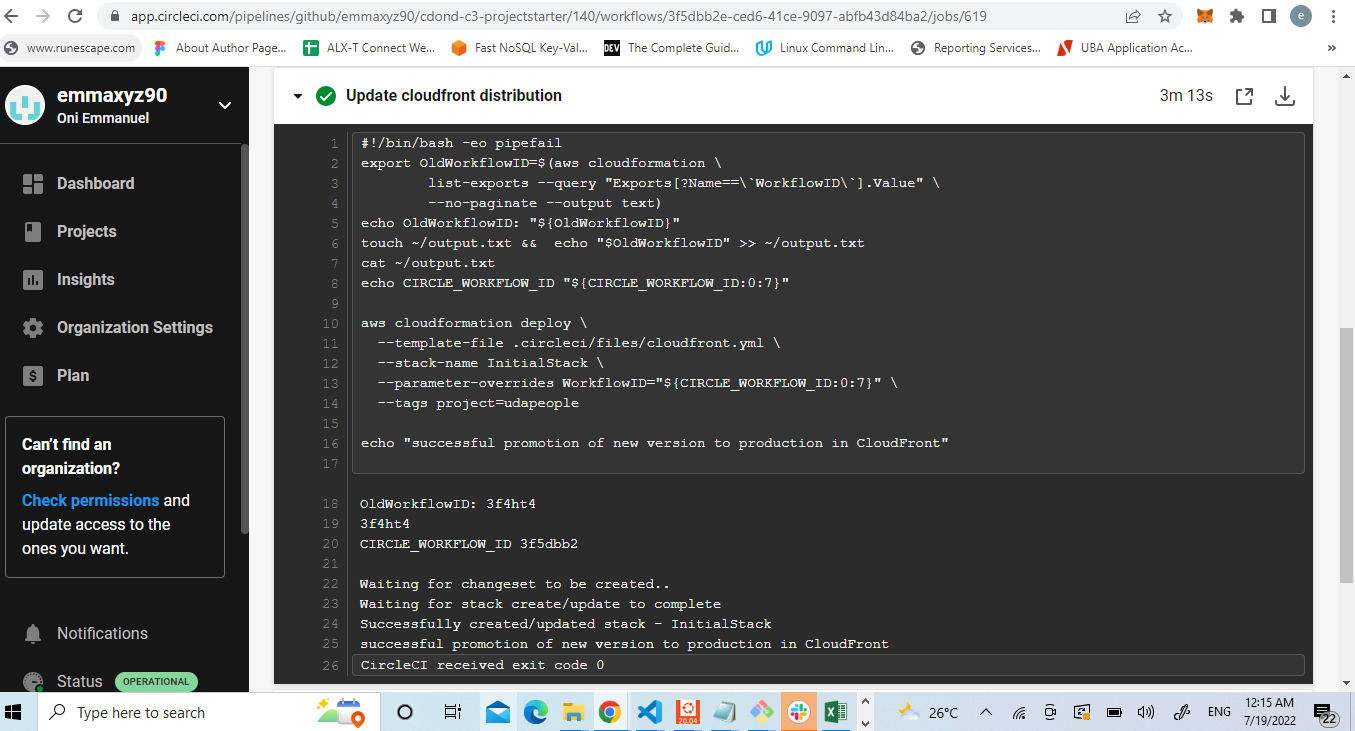 app.circleci.com/pipelines/github/emmaxyz90/cdond-c3-projectstarter/140/workflows/3f5dbb2e-ced6-41ce-9097-abfb43d84ba2/jobs/619
e
www.runescape.com
About Author Page...
ALX-T Connect We...
Fast NoSQL Key-Val...
DEV
The Complete Guid...
Linux Command Lin...
Reporting Services...
UBA Application Ac...
»
emmaxyz90
Oni Emmanuel
Dashboard
Projects
Insights
Organization Settings
$ Plan
Can't find an
organization?
Check permissions and
update access to the
ones you want.
Notifications
Status OPERATIONAL
Update cloudfront distribution
3m 13s
1 #!/bin/bash -eo pipefail
2 export OldWorkflowID=$(aws cloudformation \
3 list-exports --query "Exports[?Name==\`WorkflowID\`].Value" \
4 --no-paginate --output text)
5 echo OldWorkflowID: "${OldWorkflowID}"
6 touch ~/output.txt &&  echo "$OldWorkflowID" >> ~/output.txt
7 cat ~/output.txt
8 echo CIRCLE_WORKFLOW_ID "${CIRCLE_WORKFLOW_ID:0:7}"
9
10 aws cloudformation deploy \
11 --template-file .circleci/files/cloudfront.yml \
12 --stack-name InitialStack \
13 --parameter-overrides WorkflowID="${CIRCLE_WORKFLOW_ID:0:7}" \
14 --tags project=udapeople
15
16 echo "successful promotion of new version to production in CloudFront"
17
18 OldWorkflowID: 3f4ht4
19 3f4ht4
20 CIRCLE_WORKFLOW_ID 3f5dbb2
21
22 Waiting for changeset to be created..
23 Waiting for stack create/update to complete
24 Successfully created/updated stack - InitialStack
25 successful promotion of new version to production in CloudFront
26 CircleCI received exit code 0
Type here to search
20.04
26°C
ENG
12:15 AM
7/19/2022
22